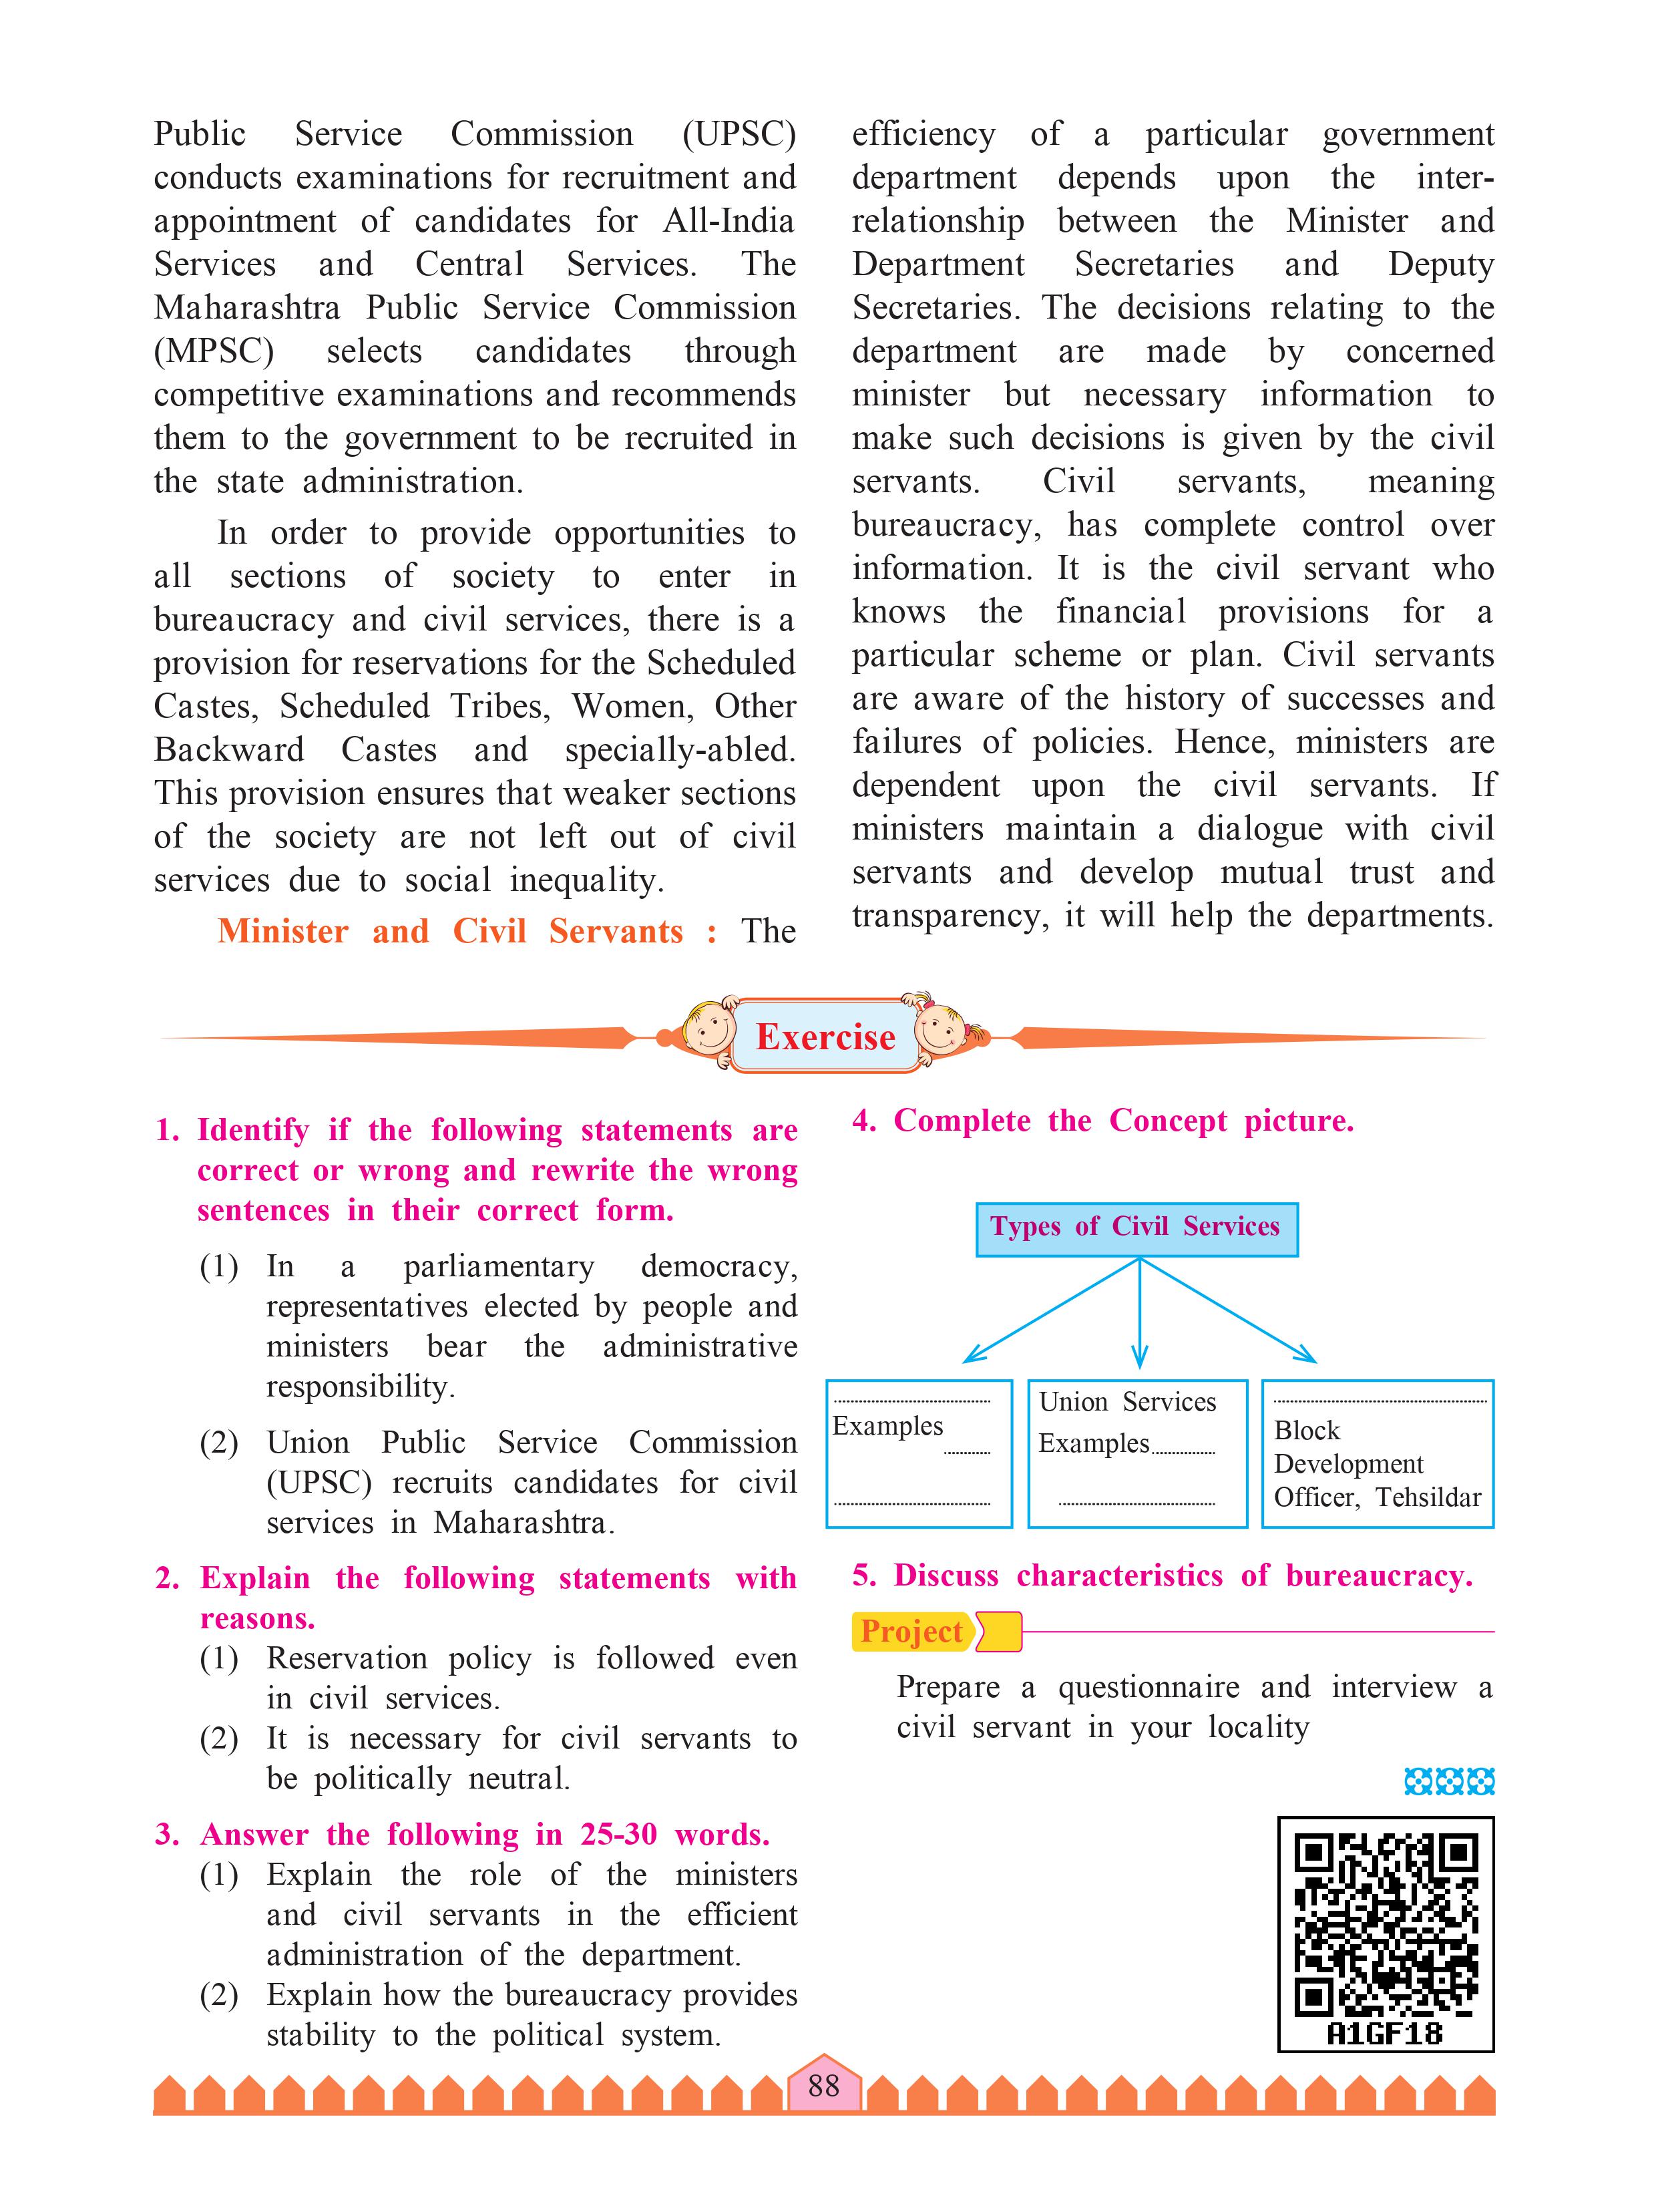 Public Service Commission (UPSC)
conducts examinations for recruitment and
appointment of candidates for All-India
Services and Central Services. The
Maharashtra Public Service Commission
(MPSC) selects candidates through
competitive examinations and recommends
them to the government to be recruited in
the state administration.
In order to provide opportunities to
all sections of society to enter in
bureaucracy and civil services, there is a
provision for reservations for the Scheduled
Castes, Scheduled Tribes, Women, Other
Backward Castes and specially-abled.
This provision ensures that weaker sections
of the society are not left out of civil
services due to social inequality.
Minister and Civil Servants : The
efficiency of a particular government
department depends upon the inter-
relationship between the Minister and
Department Secretaries and Deputy
Secretaries. The decisions relating to the
department are made by concerned
minister but necessary information to
make such decisions is given by the civil
servants. Civil servants, meaning
bureaucracy, has complete control over
information. It is the civil servant who
knows the financial provisions for a
particular scheme or plan. Civil servants
are aware of the history of successes and
failures of policies. Hence, ministers are
dependent upon the civil servants. If
ministers maintain a dialogue with civil
servants and develop mutual trust and
transparency, it will help the departments.
Exercise
1. Identify if the following statements are
correct or wrong and rewrite the wrong
sentences in their correct form.
(1) In a parliamentary democracy,
representatives elected by people and
ministers bear the administrative
responsibility.
(2) Union Public Service Commission
(UPSC) recruits candidates for civil
services in Maharashtra.
2. Explain the following statements with
reasons.
(1) Reservation policy is followed even
in civil services.
(2) It is necessary for civil servants to
be politically neutral.
3. Answer the following in 25-30 words.
(1) Explain the role of the ministers
and civil servants in the efficient
administration of the department.
(2) Explain how the bureaucracy provides
stability to the political system.
4. Complete the Concept picture.
Types of Civil Services
..............................
Examples
.........
..............................
Union Services
Examples............
..............................
..............................
Block
Development
Officer, Tehsildar
5. Discuss characteristics of bureaucracy.
Project
Prepare a questionnaire and interview a
civil servant in your locality
A1GF18
88